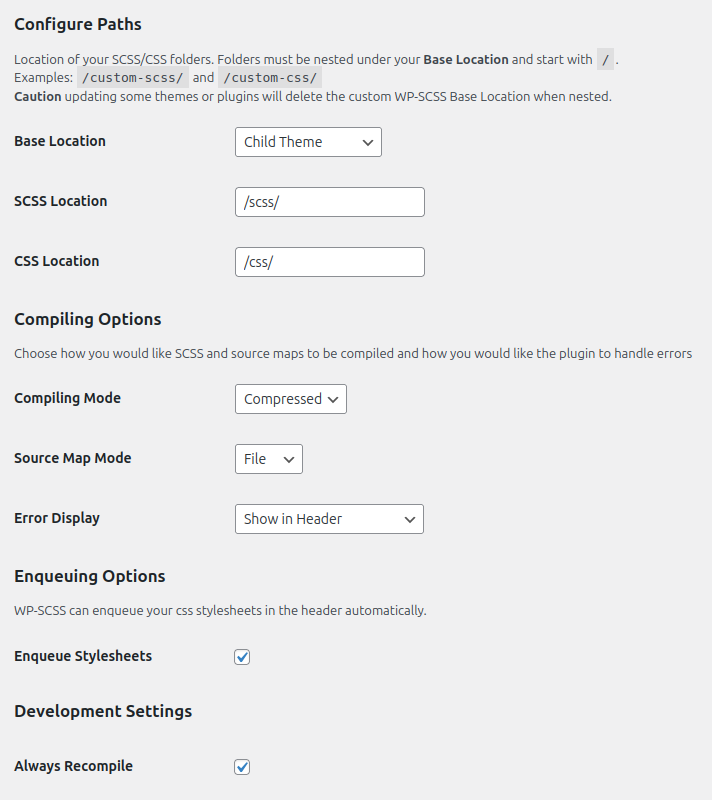 Configure Paths
Location of your SCSS/CSS folders. Folders must be nested under your Base Location and start with / .
Examples: /custom-scss/ and /custom-css/
Caution updating some themes or plugins will delete the custom WP-SCSS Base Location when nested.
Base Location Child Theme
SCSS Location /scss/
CSS Location /css/
Compiling Options
Choose how you would like SCSS and source maps to be compiled and how you would like the plugin to handle errors
Compiling Mode Compressed
Source Map Mode File
Error Display Show in Header
Enqueuing Options
WP-SCSS can enqueue your css stylesheets in the header automatically.
Enqueue Stylesheets
Development Settings
Always Recompile